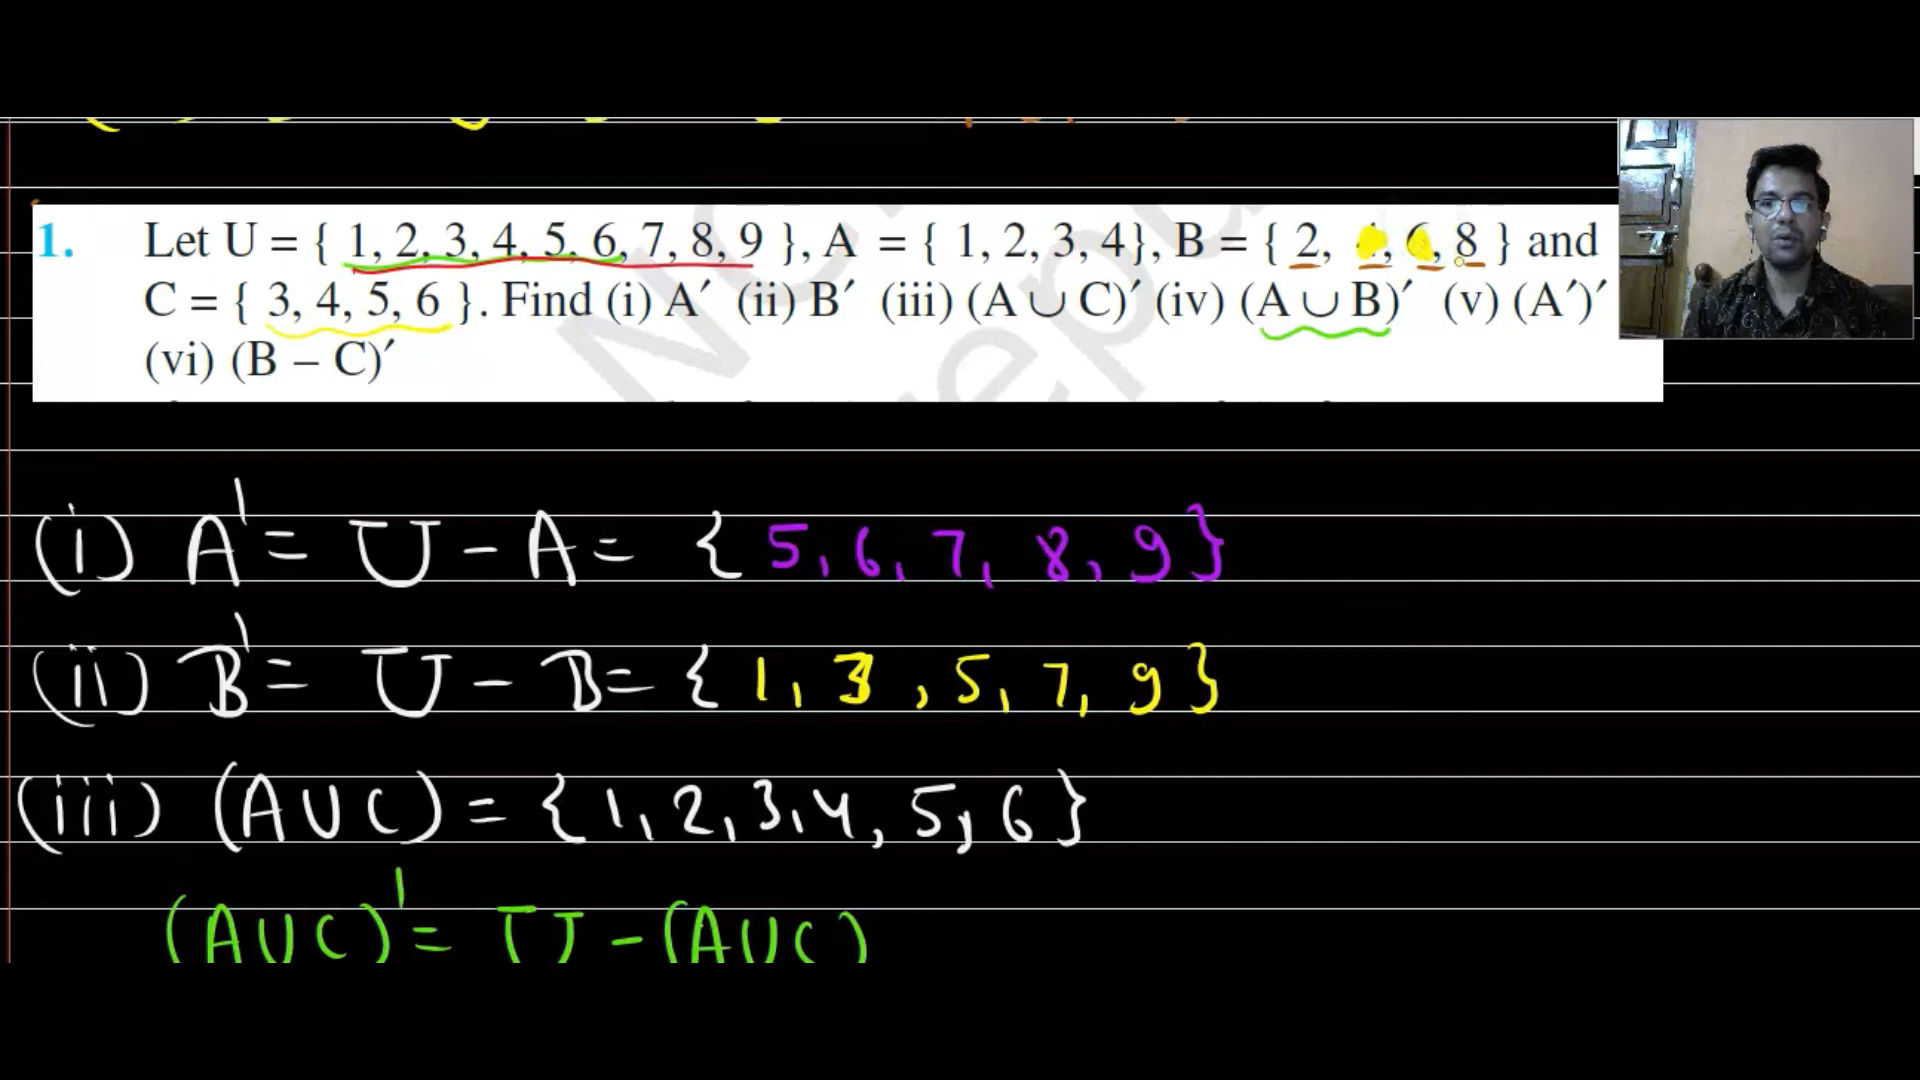 1. Let U = { 1, 2, 3, 4, 5, 6, 7, 8, 9 }, A = { 1, 2, 3, 4}, B = { 2, 4, 6, 8 } and
C = { 3, 4, 5, 6 }. Find (i) A′ (ii) B′ (iii) (A ∪ C)′ (iv) (A ∪ B)′ (v) (A′)′
(vi) (B – C)′
(i) A' = U - A = { 5, 6, 7, 8, 9 }
(ii) B' = U - B = { 1, 3, 5, 7, 9 }
(iii) (A∪C) = { 1, 2, 3, 4, 5, 6 }
(A∪C)' = U - (A∪C)